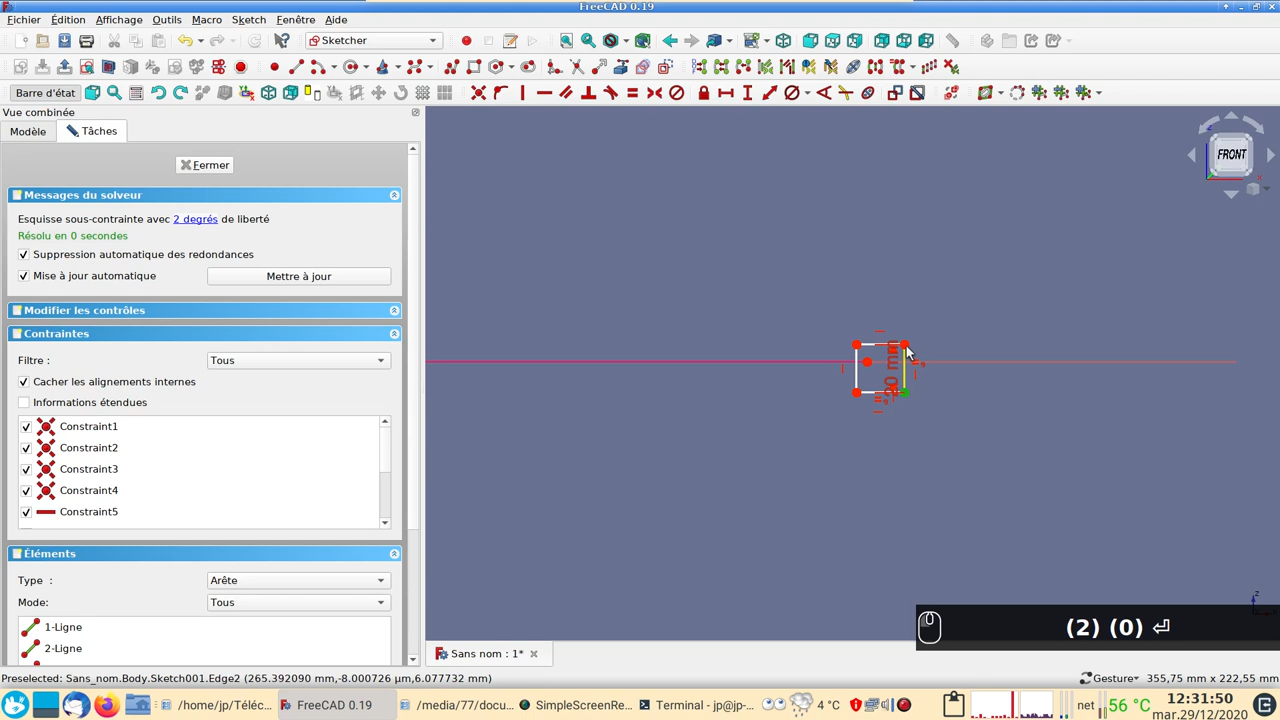 FreeCAD 0.19
Fichier Édition Affichage Outils Macro Sketch Fenêtre Aide
Sketcher
Barre d'état
Vue combinée
Modèle Tâches
Fermer
Messages du solveur
Esquisse sous-contrainte avec 2 degrés de liberté
Résolu en 0 secondes
Suppression automatique des redondances
Mise à jour automatique Mettre à jour
Modifier les contrôles
Contraintes
Filtre : Tous
Cacher les alignements internes
Informations étendues
Constraint1
Constraint2
Constraint3
Constraint4
Constraint5
Éléments
Type : Arête
Mode: Tous
1-Ligne
2-Ligne
FRONT
z
x
20 mm
z
(2) (0) ⏎
Sans nom : 1*
Preselected: Sans_nom.Body.Sketch001.Edge2 (265.392090 mm,-8.000726 µm,6.077732 mm)
Gesture 355,75 mm x 222,55 mm
/home/jp/Téléc... FreeCAD 0.19 /media/77/docu... SimpleScreenRe... Terminal - jp@jp-... 4 °C net 56 °C 12:31:50
mar.29/12/2020